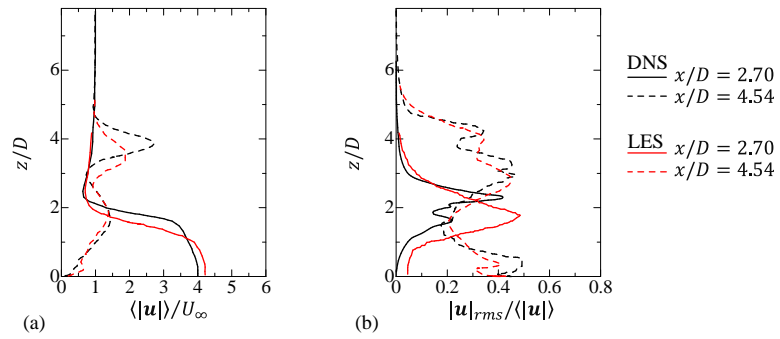 6
4
2
0
z/D
0 1 2 3 4 5 6
⟨|u|⟩/U∞
(a)
6
4
2
0
z/D
0 0.2 0.4 0.6 0.8
|u|rms/⟨|u|⟩
(b)
DNS
x/D = 2.70
x/D = 4.54
LES
x/D = 2.70
x/D = 4.54